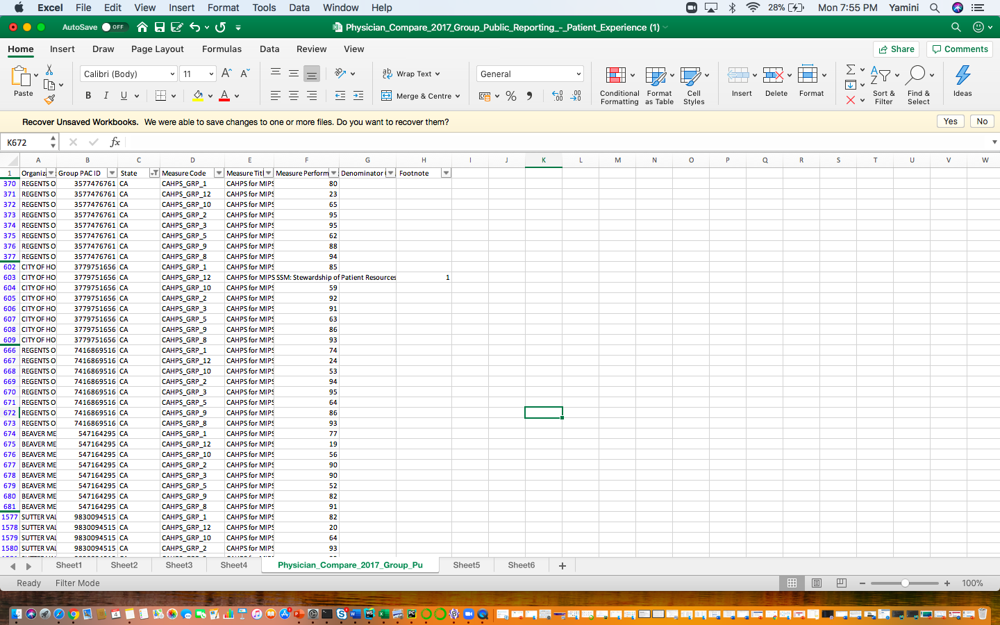 Excel File Edit View Insert Format Tools Data Window Help 28% Mon 7:55 PM Yamini
AutoSave OFF Physician_Compare_2017_Group_Public_Reporting_-_Patient_Experience (1)
Home Insert Draw Page Layout Formulas Data Review View Share Comments
Paste Calibri (Body) 11 Wrap Text General Conditional Formatting Format as Table Cell Styles Insert Delete Format Sort & Filter Find & Select Ideas
B I U Merge & Centre
Recover Unsaved Workbooks. We were able to save changes to one or more files. Do you want to recover them? Yes No
K672 fx
A B C D E F G H I J K L M N O P Q R S T U V W
1 Organiz Group PAC ID State Measure Code Measure Titl Measure Perform Denominator Footnote
370 REGENTS O 3577476761 CA CAHPS_GRP_1 CAHPS for MIPS 80
371 REGENTS O 3577476761 CA CAHPS_GRP_12 CAHPS for MIPS 23
372 REGENTS O 3577476761 CA CAHPS_GRP_10 CAHPS for MIPS 65
373 REGENTS O 3577476761 CA CAHPS_GRP_2 CAHPS for MIPS 95
374 REGENTS O 3577476761 CA CAHPS_GRP_3 CAHPS for MIPS 95
375 REGENTS O 3577476761 CA CAHPS_GRP_5 CAHPS for MIPS 62
376 REGENTS O 3577476761 CA CAHPS_GRP_9 CAHPS for MIPS 88
377 REGENTS O 3577476761 CA CAHPS_GRP_8 CAHPS for MIPS 94
602 CITY OF HO 3779751656 CA CAHPS_GRP_1 CAHPS for MIPS 85
603 CITY OF HO 3779751656 CA CAHPS_GRP_12 CAHPS for MIPS SSM: Stewardship of Patient Resources 1
604 CITY OF HO 3779751656 CA CAHPS_GRP_10 CAHPS for MIPS 59
605 CITY OF HO 3779751656 CA CAHPS_GRP_2 CAHPS for MIPS 92
606 CITY OF HO 3779751656 CA CAHPS_GRP_3 CAHPS for MIPS 91
607 CITY OF HO 3779751656 CA CAHPS_GRP_5 CAHPS for MIPS 63
608 CITY OF HO 3779751656 CA CAHPS_GRP_9 CAHPS for MIPS 86
609 CITY OF HO 3779751656 CA CAHPS_GRP_8 CAHPS for MIPS 93
666 REGENTS O 7416869516 CA CAHPS_GRP_1 CAHPS for MIPS 74
667 REGENTS O 7416869516 CA CAHPS_GRP_12 CAHPS for MIPS 24
668 REGENTS O 7416869516 CA CAHPS_GRP_10 CAHPS for MIPS 53
669 REGENTS O 7416869516 CA CAHPS_GRP_2 CAHPS for MIPS 94
670 REGENTS O 7416869516 CA CAHPS_GRP_3 CAHPS for MIPS 95
671 REGENTS O 7416869516 CA CAHPS_GRP_5 CAHPS for MIPS 64
672 REGENTS O 7416869516 CA CAHPS_GRP_9 CAHPS for MIPS 86
673 REGENTS O 7416869516 CA CAHPS_GRP_8 CAHPS for MIPS 93
674 BEAVER ME 547164295 CA CAHPS_GRP_1 CAHPS for MIPS 77
675 BEAVER ME 547164295 CA CAHPS_GRP_12 CAHPS for MIPS 19
676 BEAVER ME 547164295 CA CAHPS_GRP_10 CAHPS for MIPS 56
677 BEAVER ME 547164295 CA CAHPS_GRP_2 CAHPS for MIPS 90
678 BEAVER ME 547164295 CA CAHPS_GRP_3 CAHPS for MIPS 90
679 BEAVER ME 547164295 CA CAHPS_GRP_5 CAHPS for MIPS 52
680 BEAVER ME 547164295 CA CAHPS_GRP_9 CAHPS for MIPS 82
681 BEAVER ME 547164295 CA CAHPS_GRP_8 CAHPS for MIPS 91
1577 SUTTER VAL 9830094515 CA CAHPS_GRP_1 CAHPS for MIPS 82
1578 SUTTER VAL 9830094515 CA CAHPS_GRP_12 CAHPS for MIPS 20
1579 SUTTER VAL 9830094515 CA CAHPS_GRP_10 CAHPS for MIPS 64
1580 SUTTER VAL 9830094515 CA CAHPS_GRP_2 CAHPS for MIPS 93
Sheet1 Sheet2 Sheet3 Sheet4 Physician_Compare_2017_Group_Pu Sheet5 Sheet6 +
Ready Filter Mode 100%